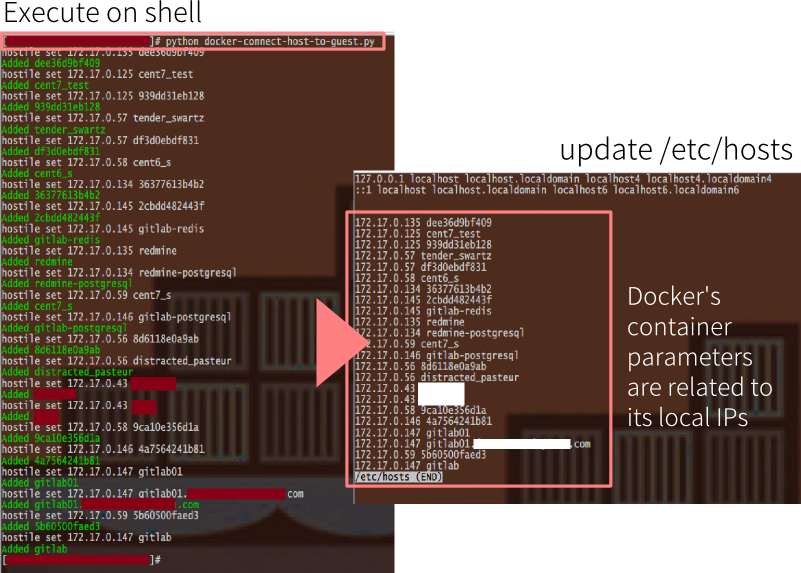 Execute on shell
[ ]# python docker-connect-host-to-guest.py
hostile set 172.17.0.135 dee36d9bf409
Added dee36d9bf409
hostile set 172.17.0.125 cent7_test
Added cent7_test
hostile set 172.17.0.125 939dd31eb128
Added 939dd31eb128
hostile set 172.17.0.57 tender_swartz
Added tender_swartz
hostile set 172.17.0.57 df3d0ebdf831
Added df3d0ebdf831
hostile set 172.17.0.58 cent6_s
Added cent6_s
hostile set 172.17.0.134 36377613b4b2
Added 36377613b4b2
hostile set 172.17.0.145 2cbdd482443f
Added 2cbdd482443f
hostile set 172.17.0.145 gitlab-redis
Added gitlab-redis
hostile set 172.17.0.135 redmine
Added redmine
hostile set 172.17.0.134 redmine-postgresql
Added redmine-postgresql
hostile set 172.17.0.59 cent7_s
Added cent7_s
hostile set 172.17.0.146 gitlab-postgresql
Added gitlab-postgresql
hostile set 172.17.0.56 8d6118e0a9ab
Added 8d6118e0a9ab
hostile set 172.17.0.56 distracted_pasteur
Added distracted_pasteur
hostile set 172.17.0.43
Added
hostile set 172.17.0.43
Added
hostile set 172.17.0.58 9ca10e356d1a
Added 9ca10e356d1a
hostile set 172.17.0.146 4a7564241b81
Added 4a7564241b81
hostile set 172.17.0.147 gitlab01
Added gitlab01
hostile set 172.17.0.147 gitlab01. com
Added gitlab01. .com
hostile set 172.17.0.59 5b60500faed3
Added 5b60500faed3
hostile set 172.17.0.147 gitlab
Added gitlab
[ ]#
update /etc/hosts
127.0.0.1 localhost localhost.localdomain localhost4 localhost4.localdomain4
::1 localhost localhost.localdomain localhost6 localhost6.localdomain6
172.17.0.135 dee36d9bf409
172.17.0.125 cent7_test
172.17.0.125 939dd31eb128
172.17.0.57 tender_swartz
172.17.0.57 df3d0ebdf831
172.17.0.58 cent6_s
172.17.0.134 36377613b4b2
172.17.0.145 2cbdd482443f
172.17.0.145 gitlab-redis
172.17.0.135 redmine
172.17.0.134 redmine-postgresql
172.17.0.59 cent7_s
172.17.0.146 gitlab-postgresql
172.17.0.56 8d6118e0a9ab
172.17.0.56 distracted_pasteur
172.17.0.43
172.17.0.43
172.17.0.58 9ca10e356d1a
172.17.0.146 4a7564241b81
172.17.0.147 gitlab01
172.17.0.147 gitlab01. .com
172.17.0.59 5b60500faed3
172.17.0.147 gitlab
/etc/hosts (END)
Docker's
container
parameters
are related to
its local IPs